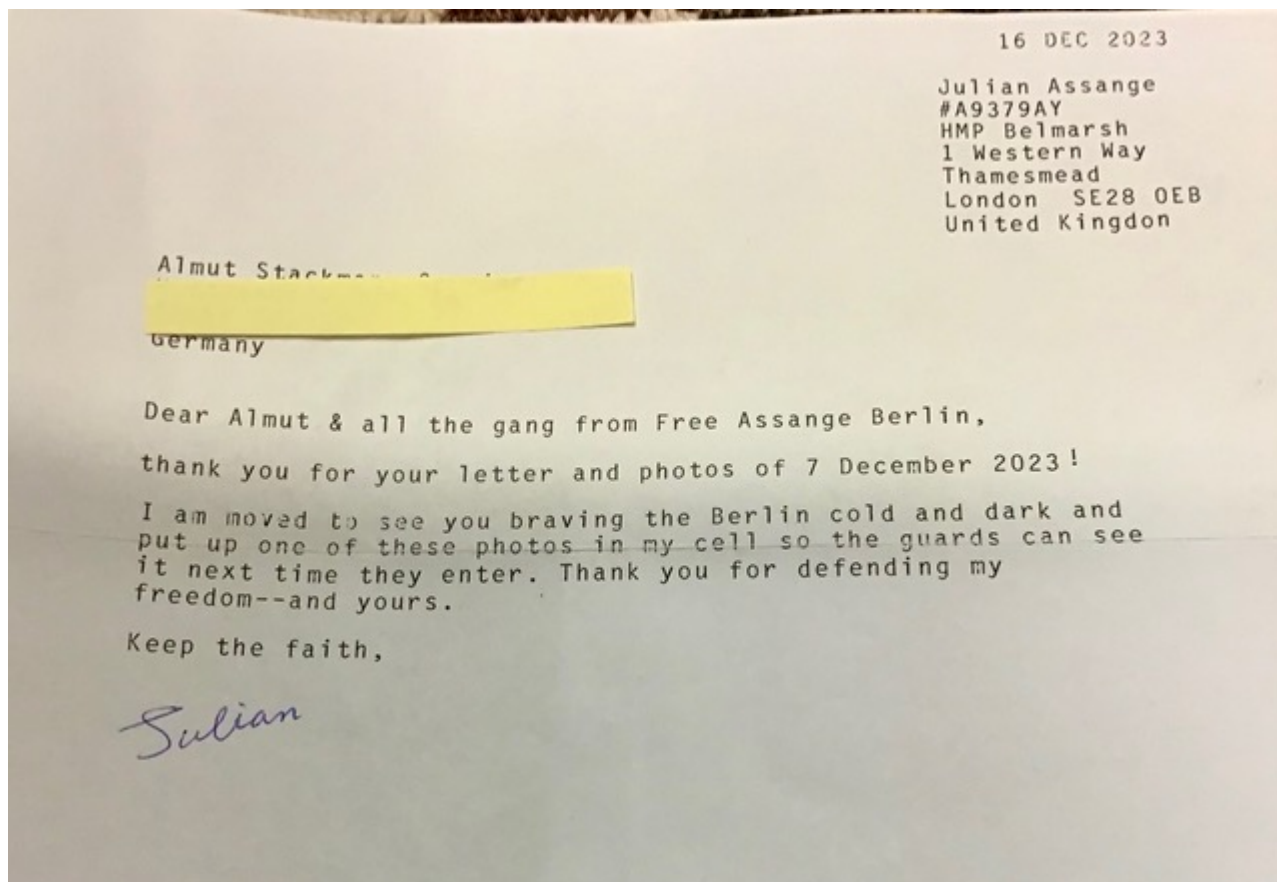 16 DEC 2023
Julian Assange
#A9379AY
HMP Belmarsh
1 Western Way
Thamesmead
London SE28 0EB
United Kingdon
Almut
Germany
Dear Almut & all the gang from Free Assange Berlin,
thank you for your letter and photos of 7 December 2023!
I am moved to see you braving the Berlin cold and dark and
put up one of these photos in my cell so the guards can see
it next time they enter. Thank you for defending my
freedom--and yours.
Keep the faith,
Julian